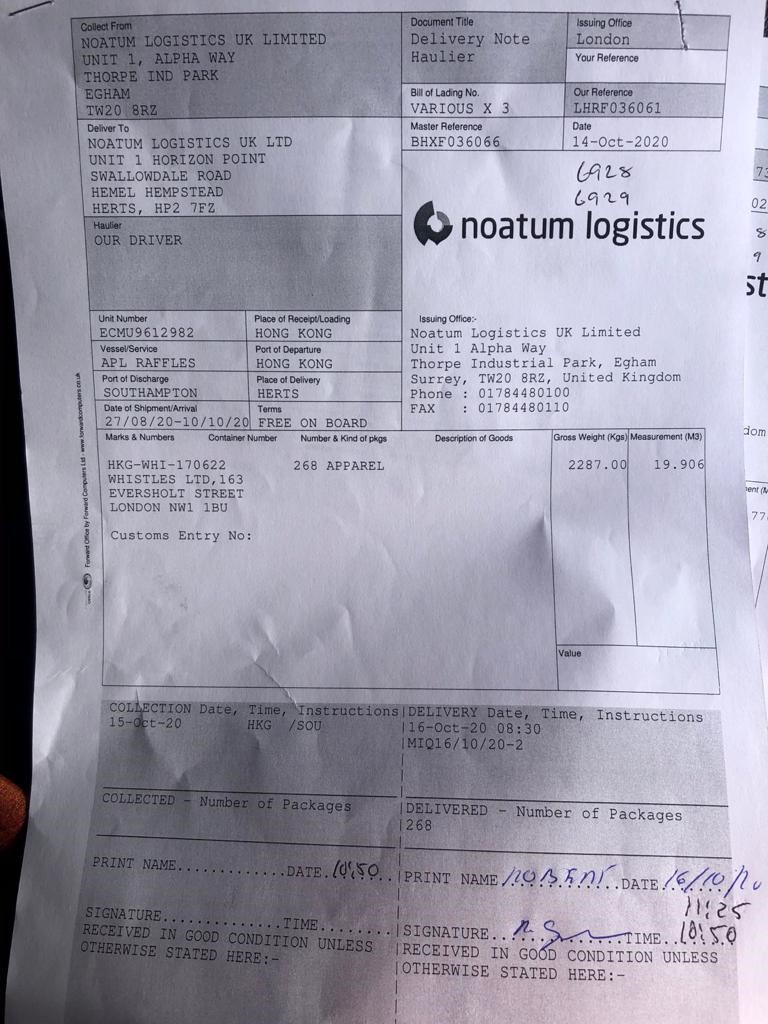 Collect From
NOATUM LOGISTICS UK LIMITED
UNIT 1, ALPHA WAY
THORPE IND PARK
EGHAM
TW20 8RZ
Document Title
Delivery Note
Haulier
Issuing Office
London
Your Reference
Bill of Lading No.
VARIOUS X 3
Our Reference
LHRF036061
Master Reference
BHXF036066
Date
14-Oct-2020
Deliver To
NOATUM LOGISTICS UK LTD
UNIT 1 HORIZON POINT
SWALLOWDALE ROAD
HEMEL HEMPSTEAD
HERTS, HP2 7FZ
6928
6929
noatum logistics
Haulier
OUR DRIVER
Unit Number
ECMU9612982
Place of Receipt/Loading
HONG KONG
Vessel/Service
APL RAFFLES
Port of Departure
HONG KONG
Port of Discharge
SOUTHAMPTON
Place of Delivery
HERTS
Date of Shipment/Arrival
27/08/20-10/10/20
Terms
FREE ON BOARD
Issuing Office:-
Noatum Logistics UK Limited
Unit 1 Alpha Way
Thorpe Industrial Park, Egham
Surrey, TW20 8RZ, United Kingdom
Phone : 01784480100
FAX : 01784480110
Marks & Numbers Container Number Number & Kind of pkgs Description of Goods Gross Weight (Kgs) Measurement (M3)
HKG-WHI-170622 268 APPAREL 2287.00 19.906
WHISTLES LTD,163
EVERSHOLT STREET
LONDON NW1 1BU
Customs Entry No:
Value
Forward Office by Forward Computers Ltd - www.forwardcomputers.co.uk
COLLECTION Date, Time, Instructions
15-Oct-20 HKG /SOU
DELIVERY Date, Time, Instructions
16-Oct-20 08:30
MIQ16/10/20-2
COLLECTED - Number of Packages
DELIVERED - Number of Packages
268
PRINT NAME.............DATE.10:50..
SIGNATURE..............TIME........
RECEIVED IN GOOD CONDITION UNLESS
OTHERWISE STATED HERE:-
PRINT NAME ROBERT DATE 16/10/20
11:25
SIGNATURE TIME 10:50
RECEIVED IN GOOD CONDITION UNLESS
OTHERWISE STATED HERE:-